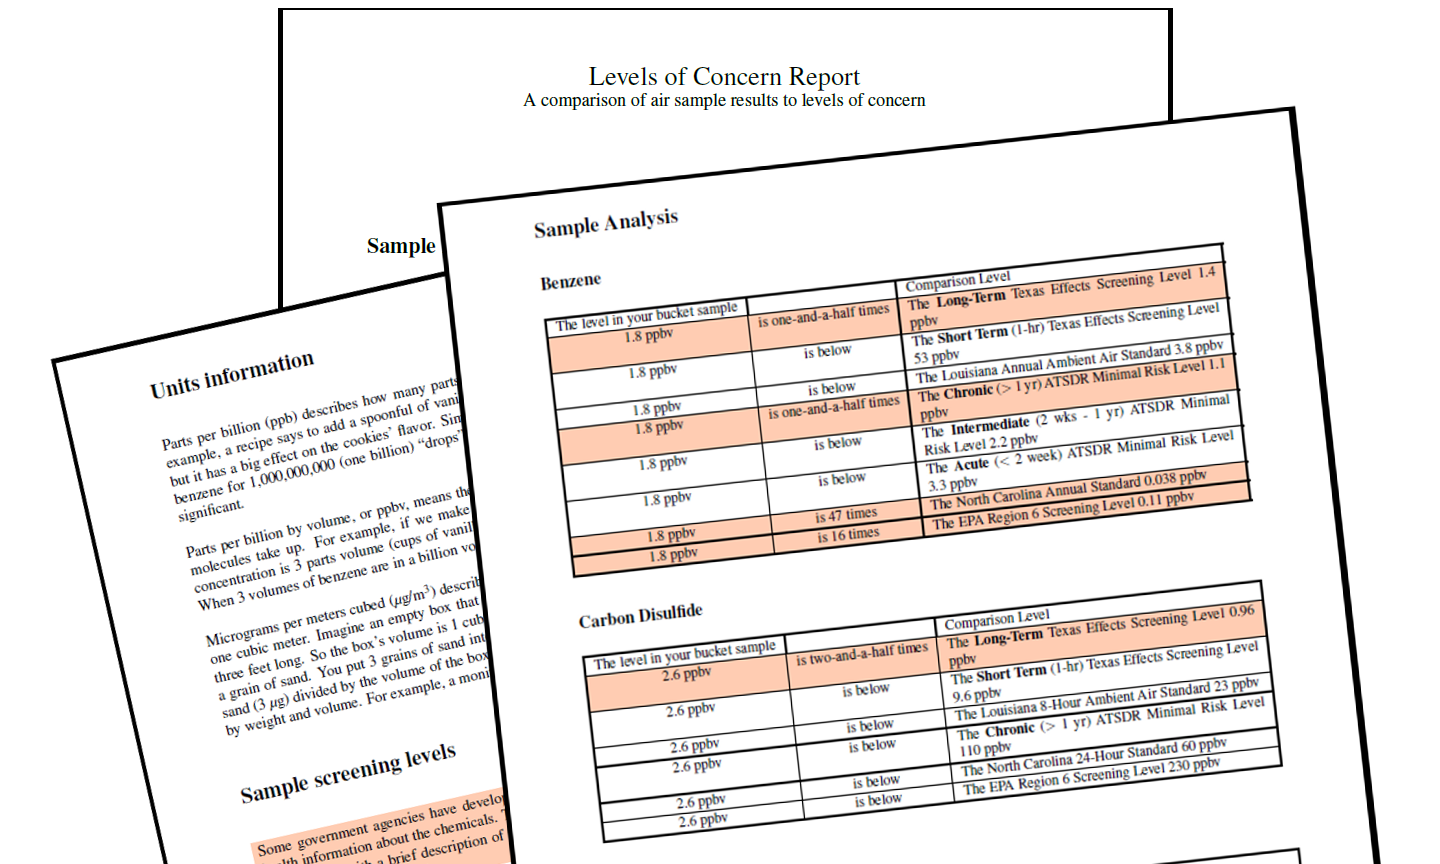 Levels of Concern Report
A comparison of air sample results to levels of concern
Sample
Units information
Parts per billion (ppb) describes how many parts
example, a recipe says to add a spoonful of vani
but it has a big effect on the cookies’ flavor. Sin
benzene for 1,000,000,000 (one billion) “drops”
significant.
Parts per billion by volume, or ppbv, means the
molecules take up. For example, if we make
concentration is 3 parts volume (cups of vanil
When 3 volumes of benzene are in a billion vo
Micrograms per meters cubed (µg/m³) describ
one cubic meter. Imagine an empty box that
three feet long. So the box’s volume is 1 cub
a grain of sand. You put 3 grains of sand int
sand (3 µg) divided by the volume of the box
by weight and volume. For example, a moni
Sample screening levels
Some government agencies have develo
lth information about the chemicals.
a brief description of
Sample Analysis
Benzene
The level in your bucket sample Comparison Level
1.8 ppbv is one-and-a-half times The Long-Term Texas Effects Screening Level 1.4
ppbv
1.8 ppbv is below The Short Term (1-hr) Texas Effects Screening Level
53 ppbv
1.8 ppbv is below The Louisiana Annual Ambient Air Standard 3.8 ppbv
1.8 ppbv is one-and-a-half times The Chronic (> 1 yr) ATSDR Minimal Risk Level 1.1
ppbv
1.8 ppbv is below The Intermediate (2 wks - 1 yr) ATSDR Minimal
Risk Level 2.2 ppbv
1.8 ppbv is below The Acute (< 2 week) ATSDR Minimal Risk Level
3.3 ppbv
1.8 ppbv is 47 times The North Carolina Annual Standard 0.038 ppbv
1.8 ppbv is 16 times The EPA Region 6 Screening Level 0.11 ppbv
Carbon Disulfide
The level in your bucket sample Comparison Level
2.6 ppbv is two-and-a-half times The Long-Term Texas Effects Screening Level 0.96
ppbv
2.6 ppbv is below The Short Term (1-hr) Texas Effects Screening Level
9.6 ppbv
2.6 ppbv is below The Louisiana 8-Hour Ambient Air Standard 23 ppbv
2.6 ppbv is below The Chronic (> 1 yr) ATSDR Minimal Risk Level
110 ppbv
2.6 ppbv is below The North Carolina 24-Hour Standard 60 ppbv
2.6 ppbv is below The EPA Region 6 Screening Level 230 ppbv